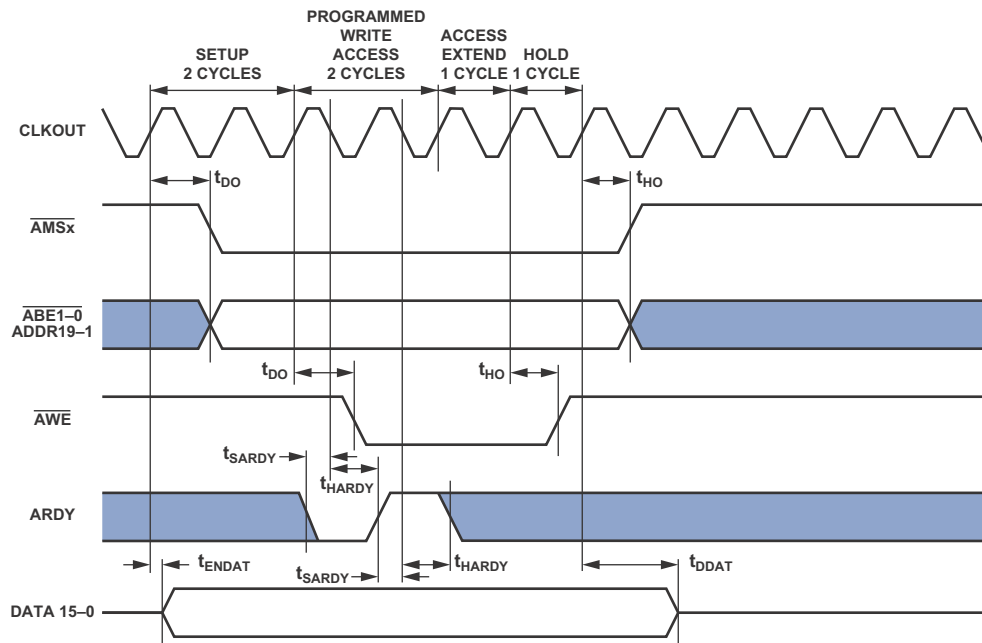 SETUP
2 CYCLES
PROGRAMMED
WRITE
ACCESS
2 CYCLES
ACCESS
EXTEND
1 CYCLE
HOLD
1 CYCLE
CLKOUT
tDO
tHO
AMSx
ABE1–0
ADDR19–1
tDO
tHO
AWE
tSARDY
tHARDY
ARDY
tENDAT
tSARDY
tHARDY
tDDAT
DATA 15–0